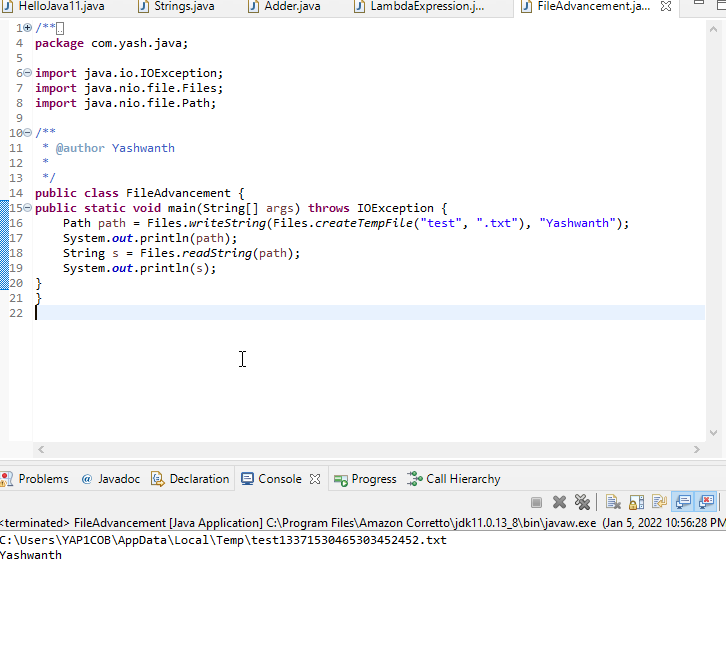 HelloJava11.java Strings.java Adder.java LambdaExpression.j... FileAdvancement.ja...
1 /**
4 package com.yash.java;
5
6 import java.io.IOException;
7 import java.nio.file.Files;
8 import java.nio.file.Path;
9
10 /**
11 * @author Yashwanth
12 *
13 */
14 public class FileAdvancement {
15 public static void main(String[] args) throws IOException {
16 Path path = Files.writeString(Files.createTempFile("test", ".txt"), "Yashwanth");
17 System.out.println(path);
18 String s = Files.readString(path);
19 System.out.println(s);
20 }
21 }
22
Problems @ Javadoc Declaration Console Progress Call Hierarchy
<terminated> FileAdvancement [Java Application] C:\Program Files\Amazon Corretto\jdk11.0.13_8\bin\javaw.exe (Jan 5, 2022 10:56:28 PM
C:\Users\YAP1COB\AppData\Local\Temp\test13371530465303452452.txt
Yashwanth